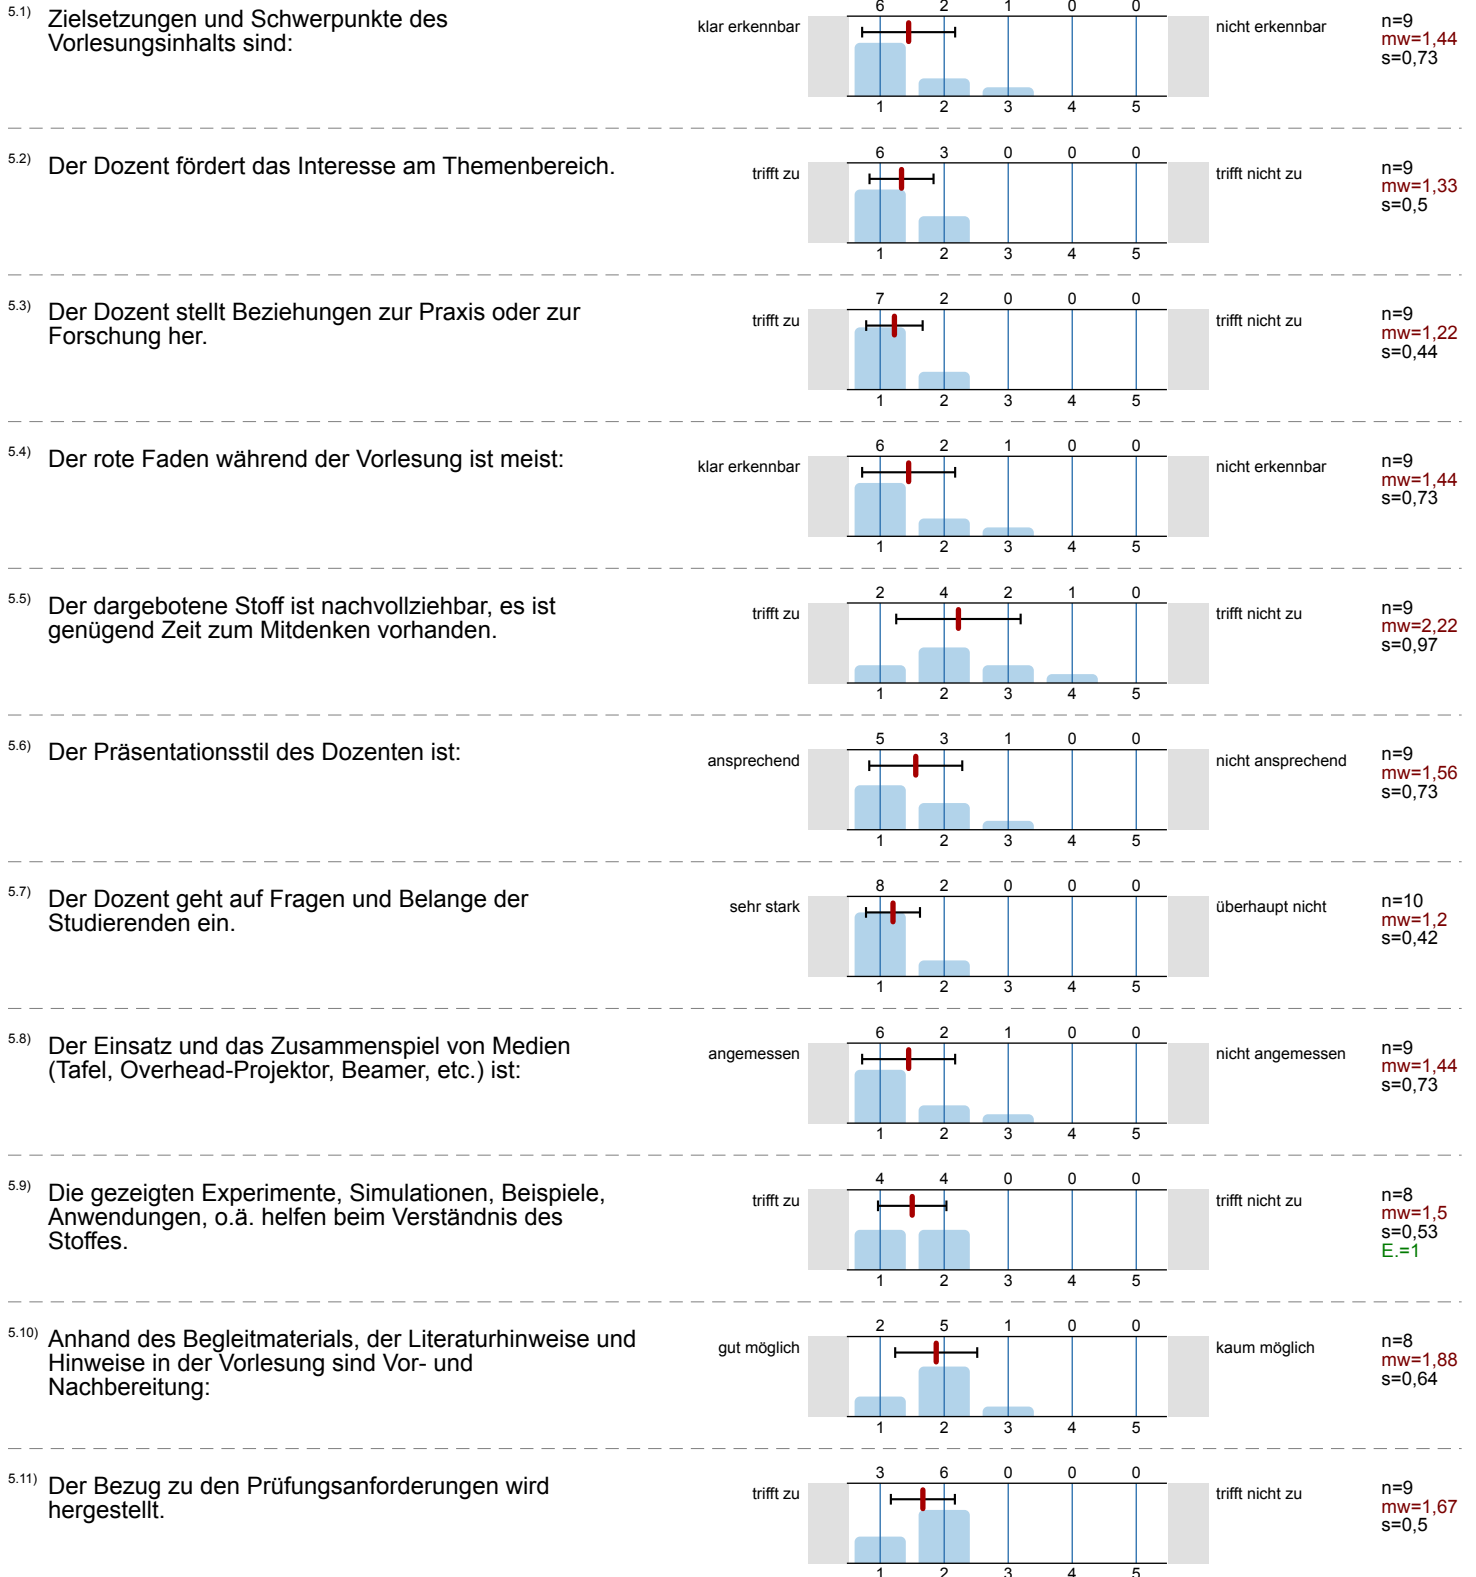 5.1) Zielsetzungen und Schwerpunkte des
Vorlesungsinhalts sind:
klar erkennbar
6 2 1 0 0
1 2 3 4 5
nicht erkennbar
n=9
mw=1,44
s=0,73
5.2) Der Dozent fördert das Interesse am Themenbereich.
trifft zu
6 3 0 0 0
1 2 3 4 5
trifft nicht zu
n=9
mw=1,33
s=0,5
5.3) Der Dozent stellt Beziehungen zur Praxis oder zur
Forschung her.
trifft zu
7 2 0 0 0
1 2 3 4 5
trifft nicht zu
n=9
mw=1,22
s=0,44
5.4) Der rote Faden während der Vorlesung ist meist:
klar erkennbar
6 2 1 0 0
1 2 3 4 5
nicht erkennbar
n=9
mw=1,44
s=0,73
5.5) Der dargebotene Stoff ist nachvollziehbar, es ist
genügend Zeit zum Mitdenken vorhanden.
trifft zu
2 4 2 1 0
1 2 3 4 5
trifft nicht zu
n=9
mw=2,22
s=0,97
5.6) Der Präsentationsstil des Dozenten ist:
ansprechend
5 3 1 0 0
1 2 3 4 5
nicht ansprechend
n=9
mw=1,56
s=0,73
5.7) Der Dozent geht auf Fragen und Belange der
Studierenden ein.
sehr stark
8 2 0 0 0
1 2 3 4 5
überhaupt nicht
n=10
mw=1,2
s=0,42
5.8) Der Einsatz und das Zusammenspiel von Medien
(Tafel, Overhead-Projektor, Beamer, etc.) ist:
angemessen
6 2 1 0 0
1 2 3 4 5
nicht angemessen
n=9
mw=1,44
s=0,73
5.9) Die gezeigten Experimente, Simulationen, Beispiele,
Anwendungen, o.ä. helfen beim Verständnis des
Stoffes.
trifft zu
4 4 0 0 0
1 2 3 4 5
trifft nicht zu
n=8
mw=1,5
s=0,53
E.=1
5.10) Anhand des Begleitmaterials, der Literaturhinweise und
Hinweise in der Vorlesung sind Vor- und
Nachbereitung:
gut möglich
2 5 1 0 0
1 2 3 4 5
kaum möglich
n=8
mw=1,88
s=0,64
5.11) Der Bezug zu den Prüfungsanforderungen wird
hergestellt.
trifft zu
3 6 0 0 0
1 2 3 4 5
trifft nicht zu
n=9
mw=1,67
s=0,5